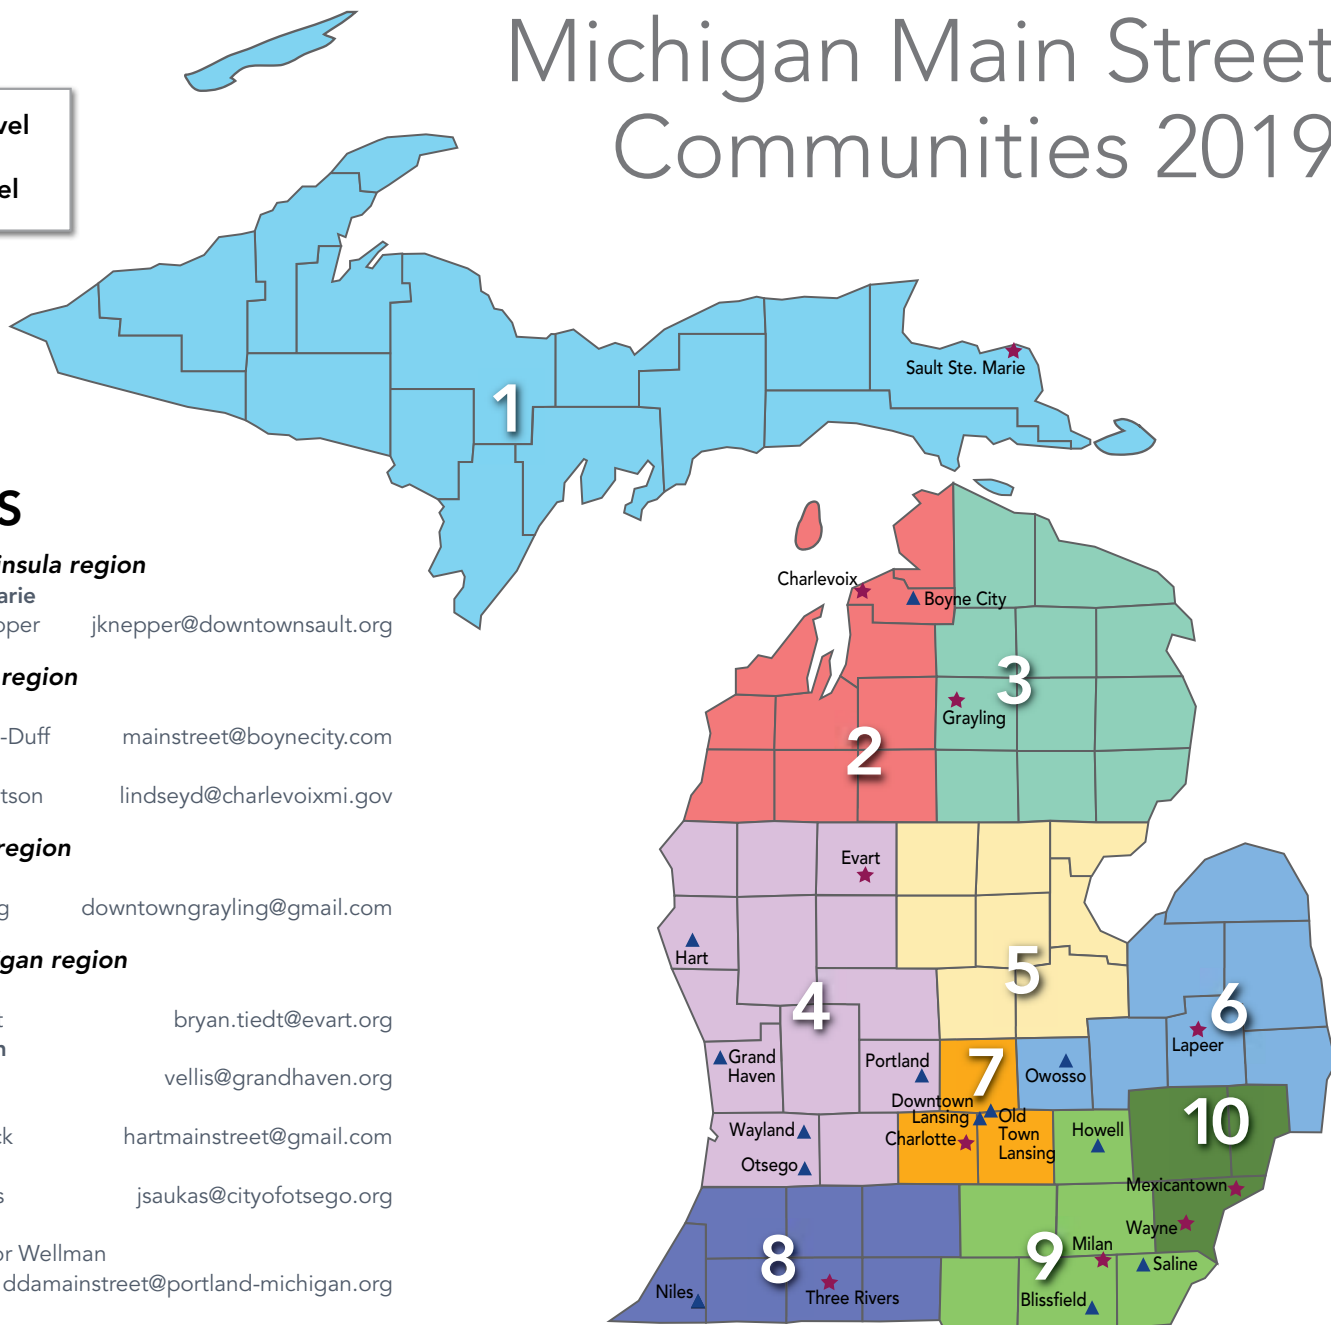 Michigan Main Street
Communities 2019
vel
el
S
insula region
arie
pper jknepper@downtownsault.org
region
-Duff mainstreet@boynecity.com
tson lindseyd@charlevoixmi.gov
region
g downtowngrayling@gmail.com
gan region
t bryan.tiedt@evart.org
n
vellis@grandhaven.org
ck hartmainstreet@gmail.com
s jsaukas@cityofotsego.org
or Wellman
ddamainstreet@portland-michigan.org
1
Sault Ste. Marie
Charlevoix
Boyne City
3
Grayling
2
Evart
Hart
5
4
6
Lapeer
Grand
Haven
Portland
7
Owosso
Downtown
Lansing
Old
Town
Lansing
Charlotte
Wayland
Otsego
Howell
10
Mexicantown
Wayne
8
9
Milan
Saline
Niles
Three Rivers
Blissfield